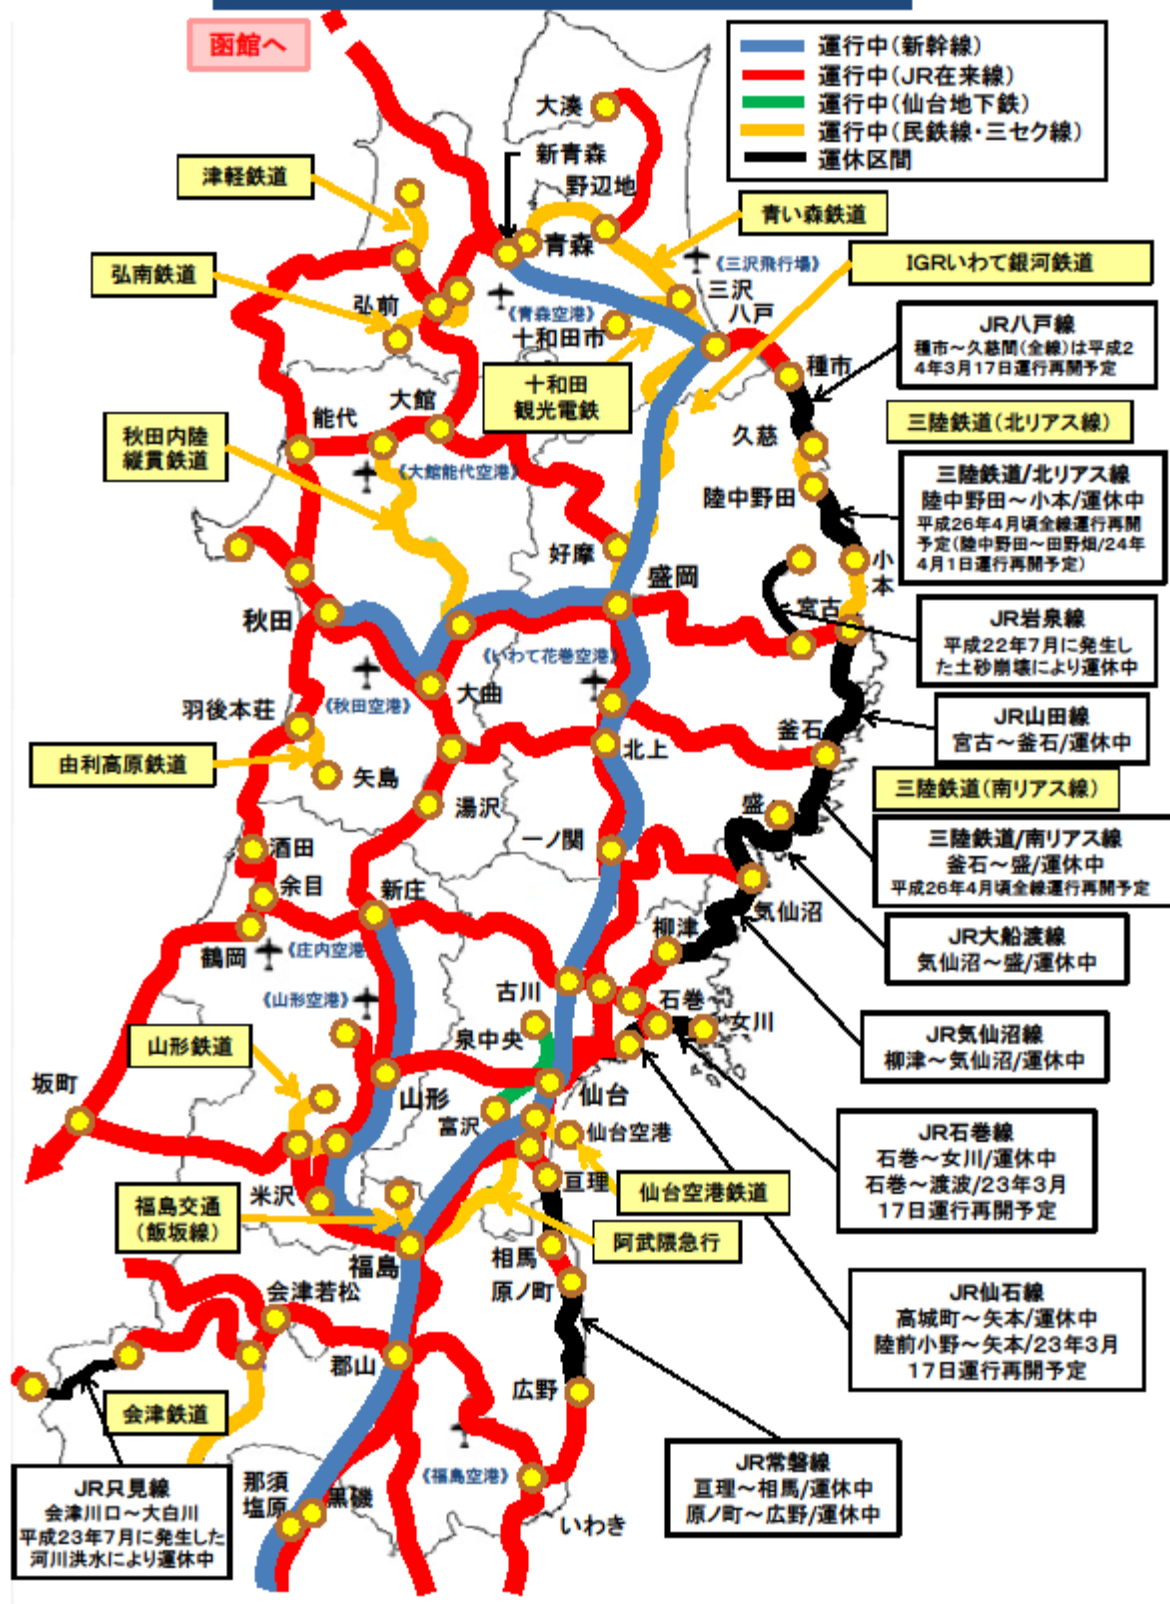 函館へ
運行中(新幹線)
運行中(JR在来線)
運行中(仙台地下鉄)
運行中(民鉄線・三セク線)
運休区間
大湊
新青森
野辺地
津軽鉄道
青い森鉄道
青森
《三沢飛行場》
IGRいわて銀河鉄道
弘南鉄道
弘前
三沢
八戸
《青森空港》
十和田市
JR八戸線
種市～久慈間(全線)は平成2
4年3月17日運行再開予定
種市
十和田
観光電鉄
能代
大館
三陸鉄道(北リアス線)
秋田内陸
縦貫鉄道
久慈
《大館能代空港》
陸中野田
三陸鉄道/北リアス線
陸中野田～小本/運休中
平成26年4月頃全線運行再開
予定(陸中野田～田野畑/24年
4月1日運行再開予定)
好摩
盛岡
小
本
宮古
JR岩泉線
平成22年7月に発生し
た土砂崩壊により運休中
秋田
《いわて花巻空港》
大曲
《秋田空港》
羽後本荘
JR山田線
宮古～釜石/運休中
釜石
北上
由利高原鉄道
矢島
三陸鉄道(南リアス線)
湯沢
盛
三陸鉄道/南リアス線
釜石～盛/運休中
平成26年4月頃全線運行再開予定
一ノ関
酒田
余目
新庄
気仙沼
柳津
JR大船渡線
気仙沼～盛/運休中
鶴岡
《庄内空港
《山形空港》
古川
石巻
女川
泉中央
JR気仙沼線
柳津～気仙沼/運休中
山形鉄道
坂町
山形
仙台
富沢
仙台空港
JR石巻線
石巻～女川/運休中
石巻～渡波/23年3月
17日運行再開予定
亘理
仙台空港鉄道
米沢
福島交通
(飯坂線)
阿武隈急行
相馬
福島
原ノ町
会津若松
JR仙石線
高城町～矢本/運休中
陸前小野～矢本/23年3月
17日運行再開予定
郡山
広野
会津鉄道
JR常磐線
亘理～相馬/運休中
原ノ町～広野/運休中
JR只見線
会津川口～大白川
平成23年7月に発生した
河川洪水により運休中
那須
塩原
黒磯
《福島空港》
いわき